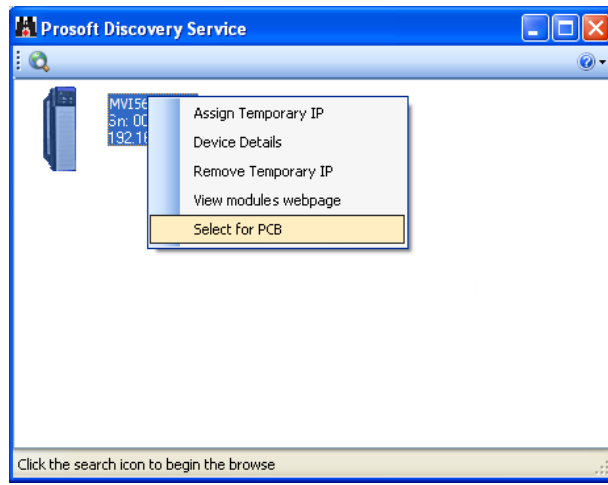 Prosoft Discovery Service
MVI56
Sn: 00
192.16
Assign Temporary IP
Device Details
Remove Temporary IP
View modules webpage
Select for PCB
Click the search icon to begin the browse